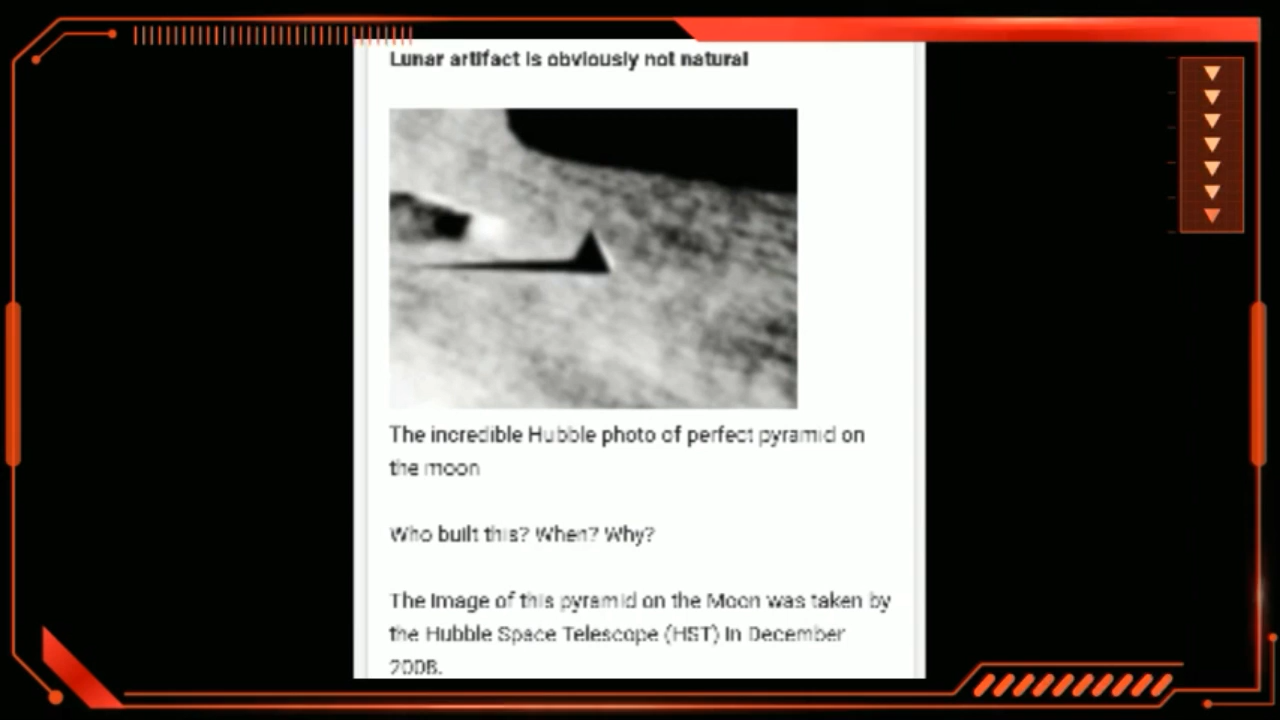 Lunar artifact is obviously not natural
The incredible Hubble photo of perfect pyramid on
the moon
Who built this? When? Why?
The Image of this pyramid on the Moon was taken by
the Hubble Space Telescope (HST) in December
2008.